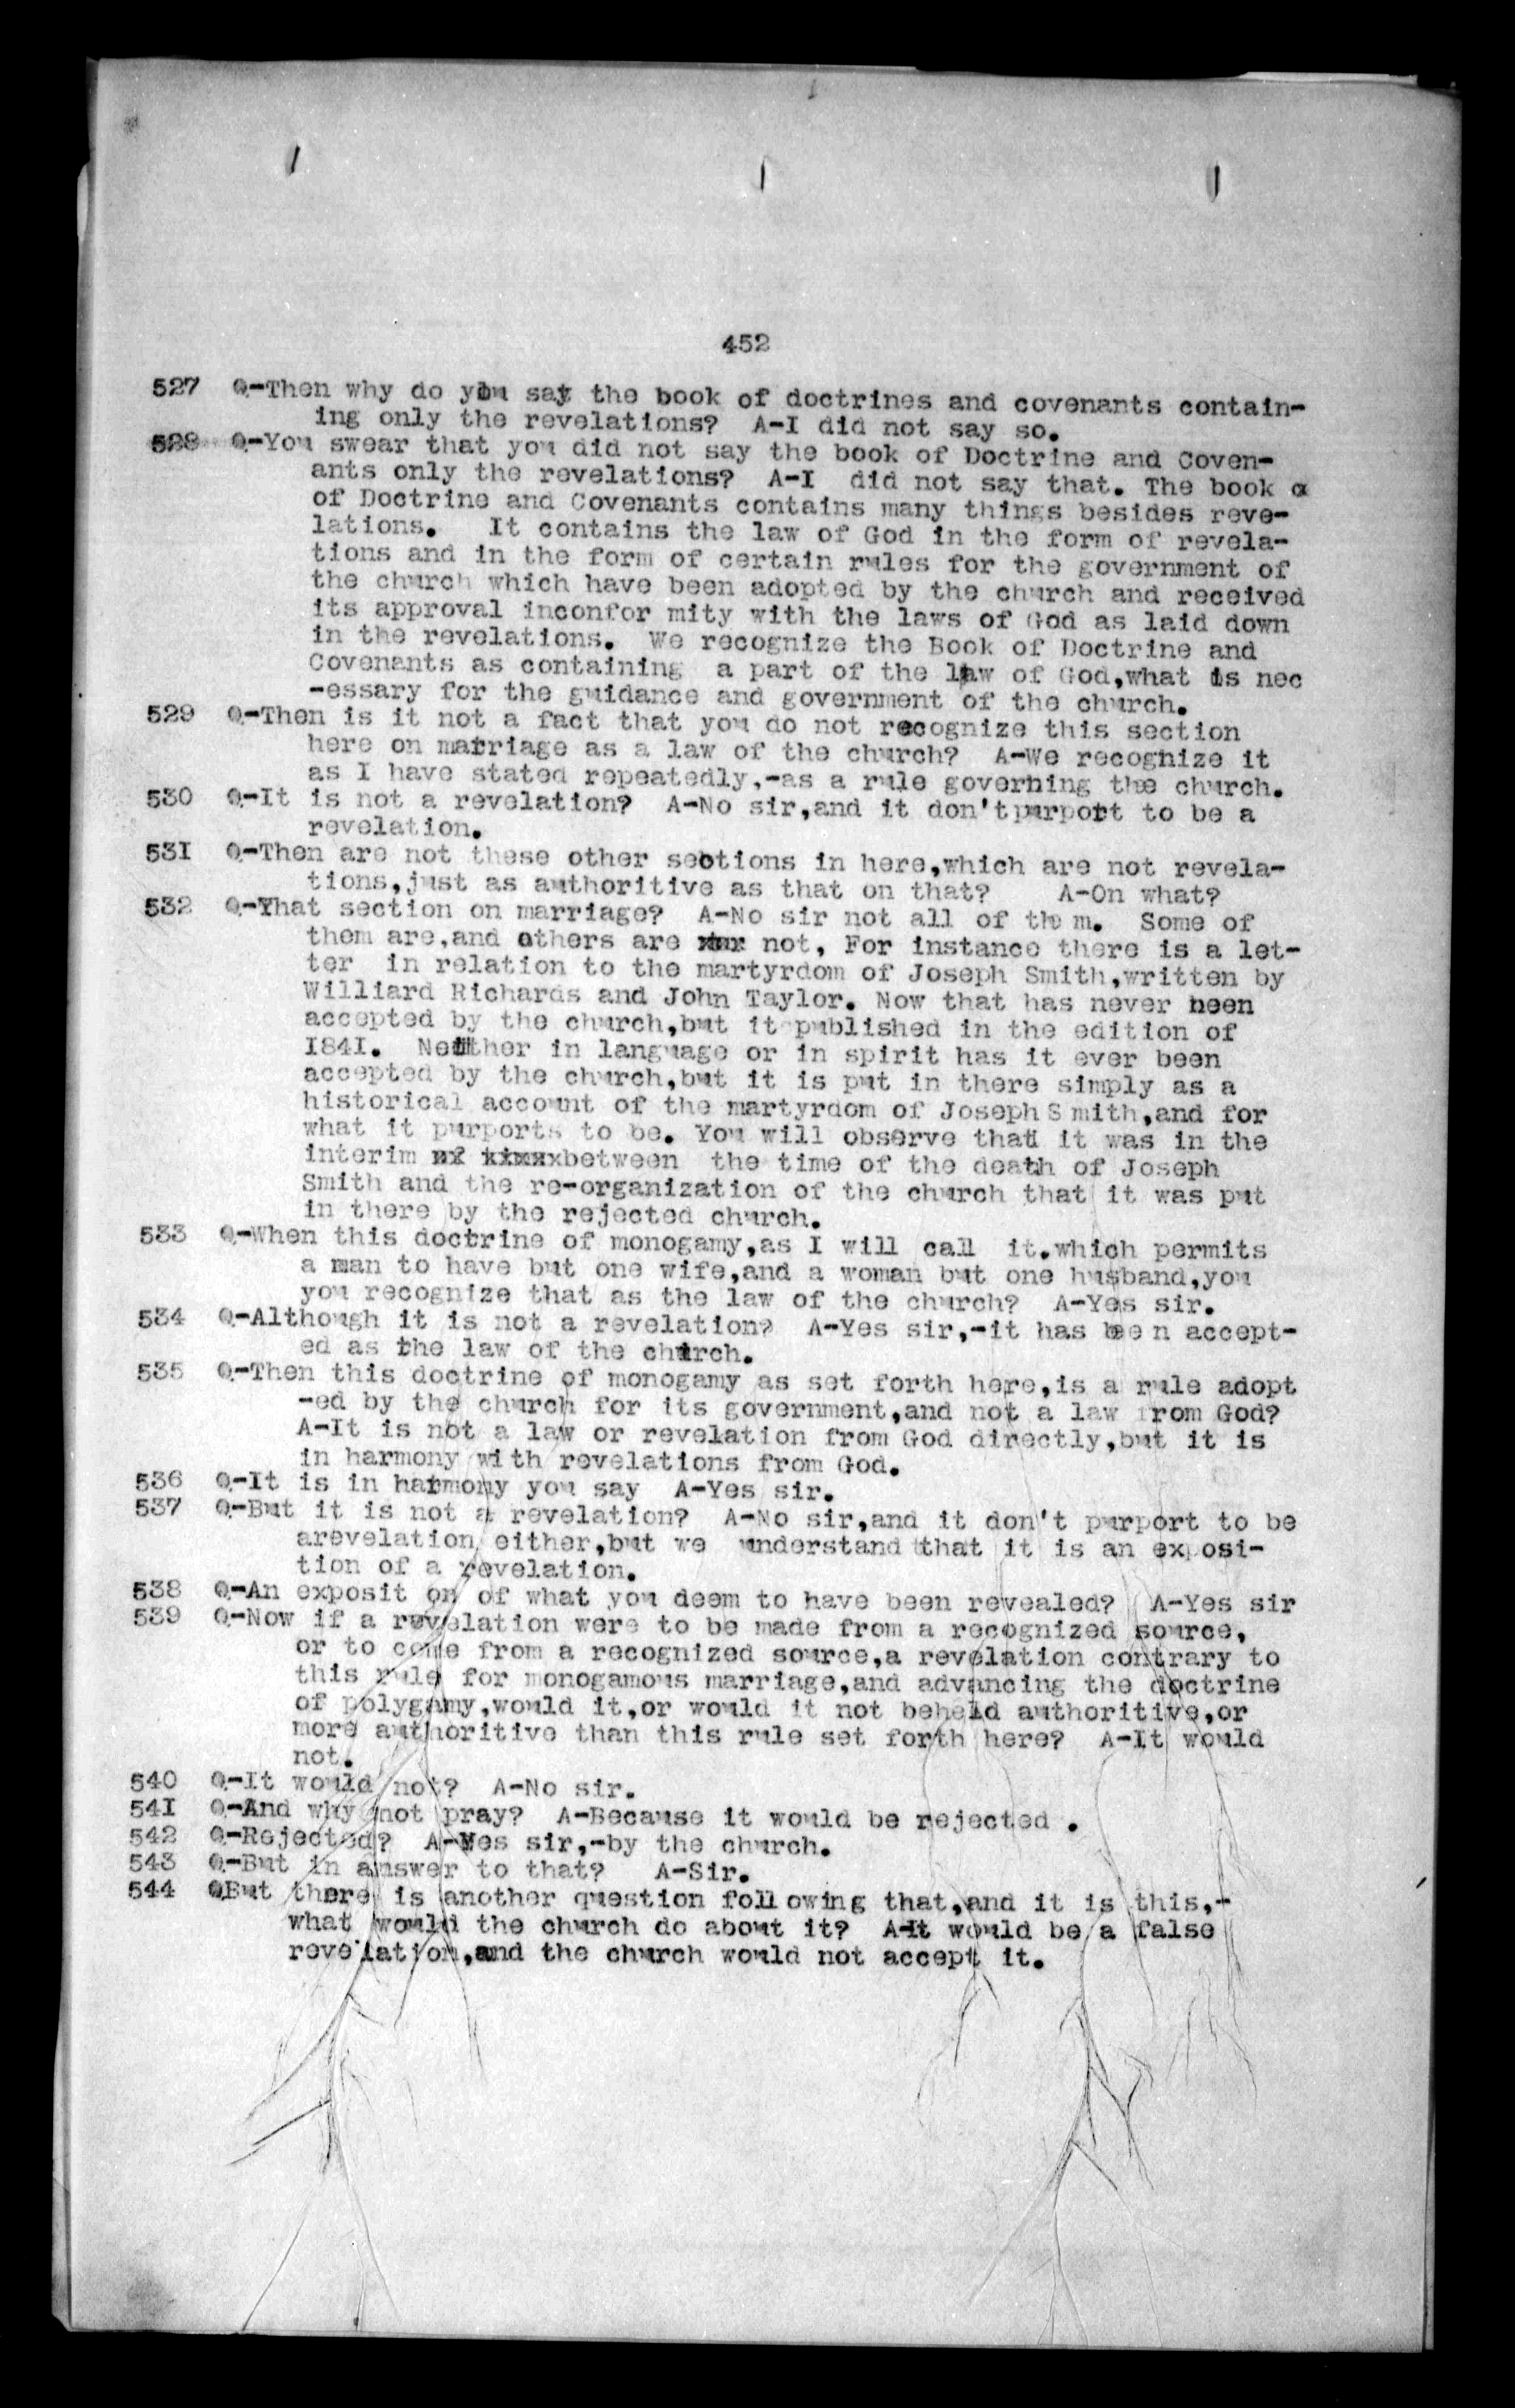 452
527 Q-Then why do you say the book of doctrines and covenants contain-
ing only the revelations? A-I did not say so.
528 Q-You swear that you did not say the book of Doctrine and Coven-
ants only the revelations? A-I did not say that. The book
of Doctrine and Covenants contains many things besides reve-
lations. It contains the law of God in the form of revela-
tions and in the form of certain rules for the government of
the church which have been adopted by the church and received
its approval inconfor mity with the laws of God as laid down
in the revelations. We recognize the Book of Doctrine and
Covenants as containing a part of the law of God,what is nec
-essary for the guidance and government of the church.
529 Q-Then is it not a fact that you do not recognize this section
here on marriage as a law of the church? A-We recognize it
as I have stated repeatedly,-as a rule governing the church.
530 Q-It is not a revelation? A-No sir,and it don't purport to be a
revelation.
531 Q-Then are not these other sections in here,which are not revela-
tions,just as authoritive as that on that? A-On what?
532 Q-That section on marriage? A-No sir not all of them. Some of
them are,and others are not, For instance there is a let-
ter in relation to the martyrdom of Joseph Smith,written by
Williard Richards and John Taylor. Now that has never been
accepted by the church,but it published in the edition of
I84I. Neither in language or in spirit has it ever been
accepted by the church,but it is put in there simply as a
historical account of the martyrdom of Joseph S mith,and for
what it purports to be. You will observe that it was in the
interim between the time of the death of Joseph
Smith and the re-organization of the church that it was put
in there by the rejected church.
533 Q-When this doctrine of monogamy,as I will call it.which permits
a man to have but one wife,and a woman but one husband,you
you recognize that as the law of the church? A-Yes sir.
534 Q-Although it is not a revelation? A-Yes sir,-it has been accept-
ed as the law of the church.
535 Q-Then this doctrine of monogamy as set forth here,is a rule adopt
-ed by the church for its government,and not a law from God?
A-It is not a law or revelation from God directly,but it is
in harmony with revelations from God.
536 Q-It is in harmony you say A-Yes sir.
537 Q-But it is not a revelation? A-No sir,and it don't purport to be
arevelation either,but we understand that it is an exposi-
tion of a revelation.
538 Q-An exposit on of what you deem to have been revealed? A-Yes sir
539 Q-Now if a revelation were to be made from a recognized source,
or to come from a recognized source,a revelation contrary to
this rule for monogamous marriage,and advancing the doctrine
of polygamy,would it,or would it not beheld authoritive,or
more authoritive than this rule set forth here? A-It would
not.
540 Q-It would not? A-No sir.
54I Q-And why not pray? A-Because it would be rejected .
542 Q-Rejected? A-Yes sir,-by the church.
543 Q-But in answer to that? A-Sir.
544 QBut there is another question following that,and it is this,-
what would the church do about it? A-It would be a false
revelation,and the church would not accept it.